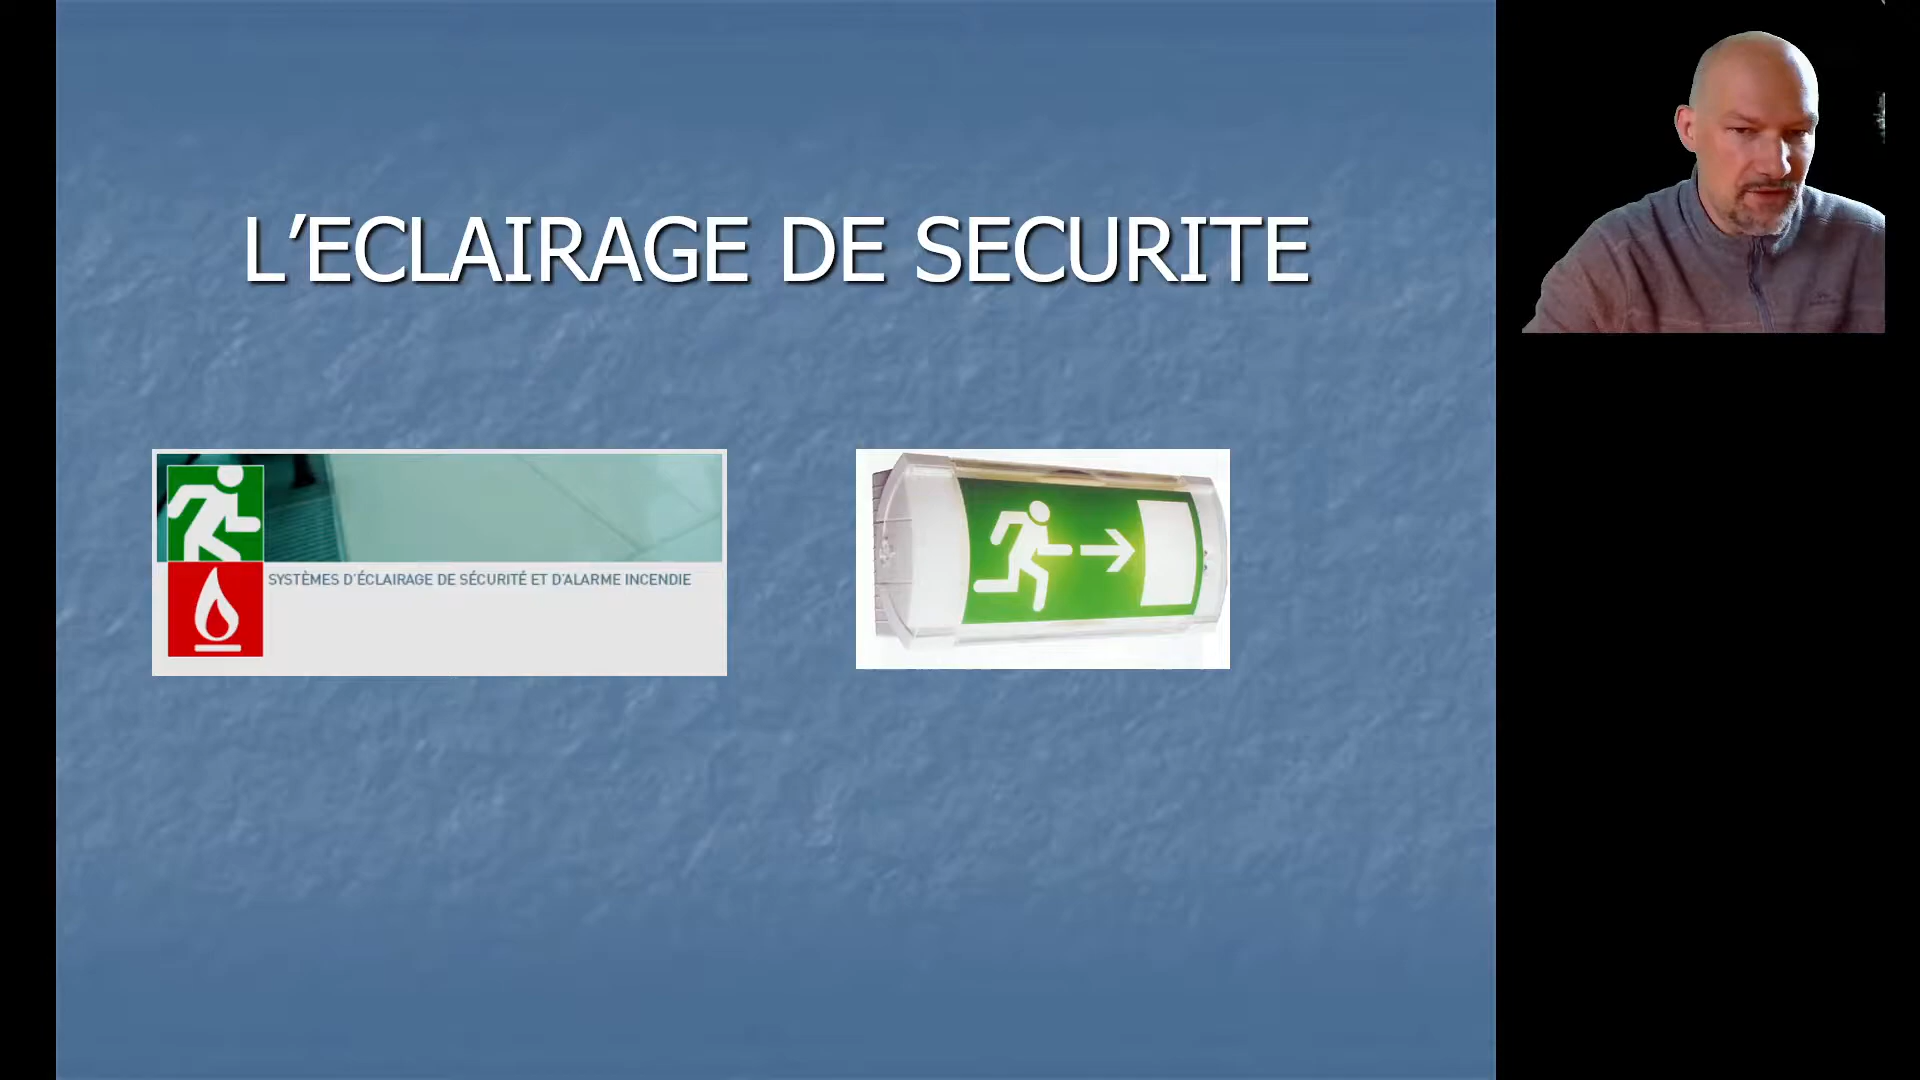 L’ECLAIRAGE DE SECURITE
SYSTÈMES D’ÉCLAIRAGE DE SÉCURITÉ ET D’ALARME INCENDIE